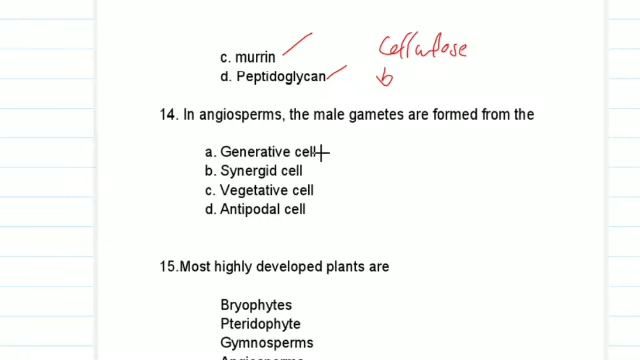 c. murrin
Cellulose
d. Peptidoglycan
b
14. In angiosperms, the male gametes are formed from the
a. Generative cell
b. Synergid cell
c. Vegetative cell
d. Antipodal cell
15.Most highly developed plants are
Bryophytes
Pteridophyte
Gymnosperms
Angiosperms